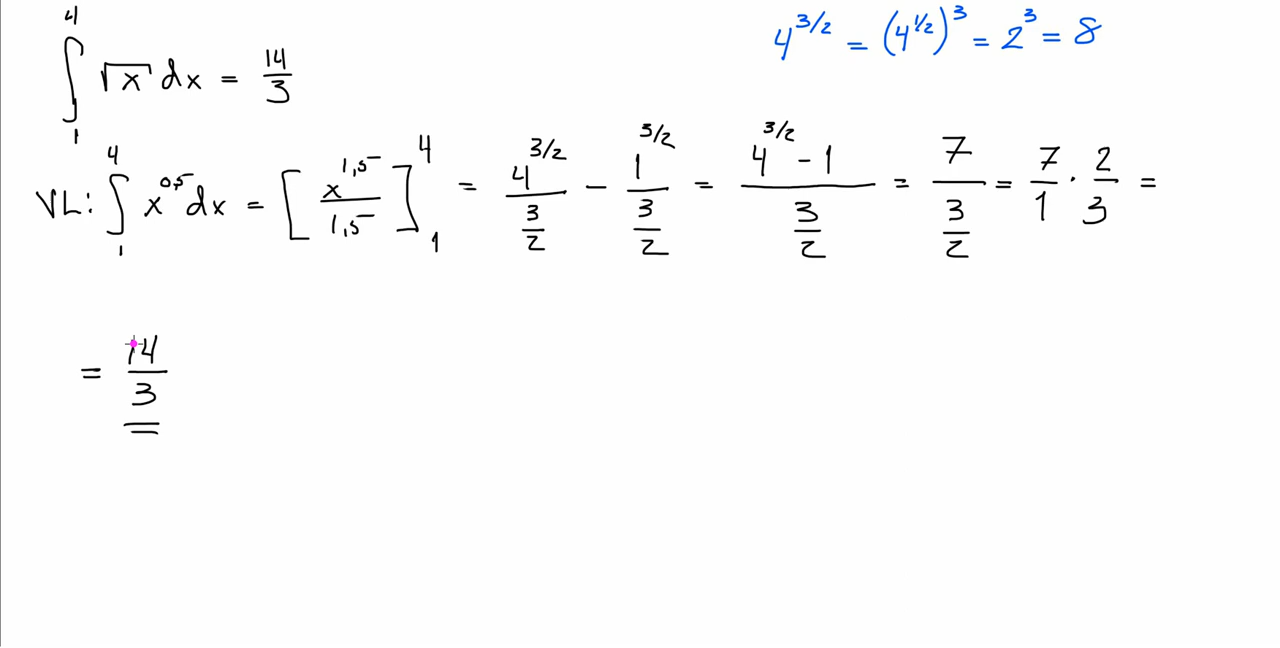 ∫₁⁴ √x dx = 14/3
4^(3/2) = (4^(1/2))^3 = 2^3 = 8
VL: ∫₁⁴ x^0,5 dx = [x^1,5 / 1,5]₁⁴ = 4^(3/2) / (3/2) − 1^(3/2) / (3/2) = (4^(3/2) − 1) / (3/2) = 7 / (3/2) = 7/1 · 2/3 =
= 14/3